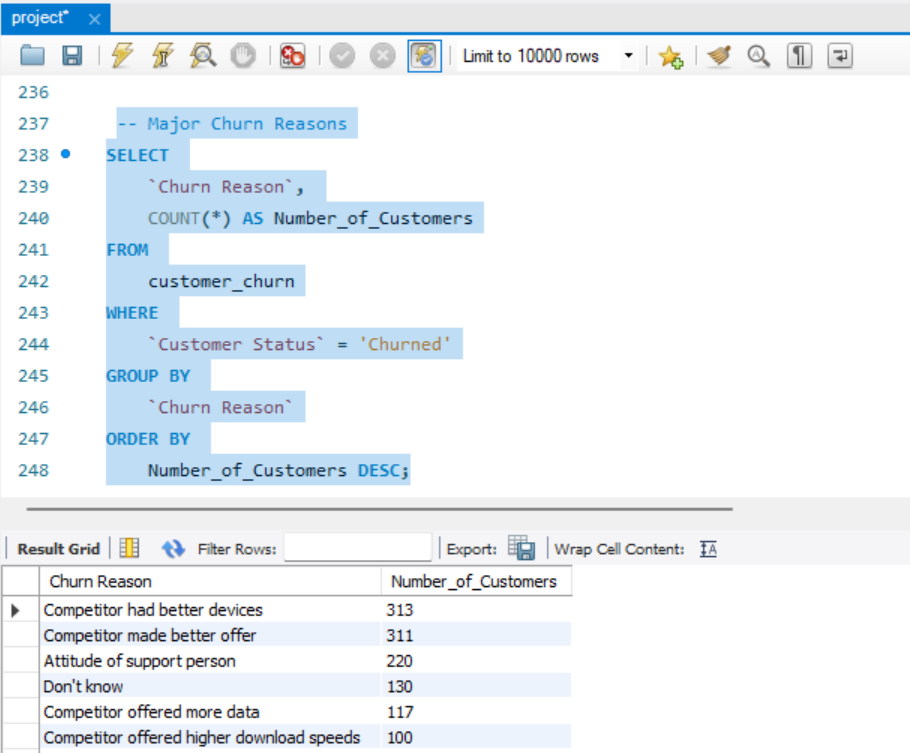 project*
Limit to 10000 rows
236
237 -- Major Churn Reasons
238 SELECT
239 `Churn Reason`,
240 COUNT(*) AS Number_of_Customers
241 FROM
242 customer_churn
243 WHERE
244 `Customer Status` = 'Churned'
245 GROUP BY
246 `Churn Reason`
247 ORDER BY
248 Number_of_Customers DESC;
Result Grid Filter Rows: Export: Wrap Cell Content: IA
Churn Reason Number_of_Customers
Competitor had better devices 313
Competitor made better offer 311
Attitude of support person 220
Don't know 130
Competitor offered more data 117
Competitor offered higher download speeds 100